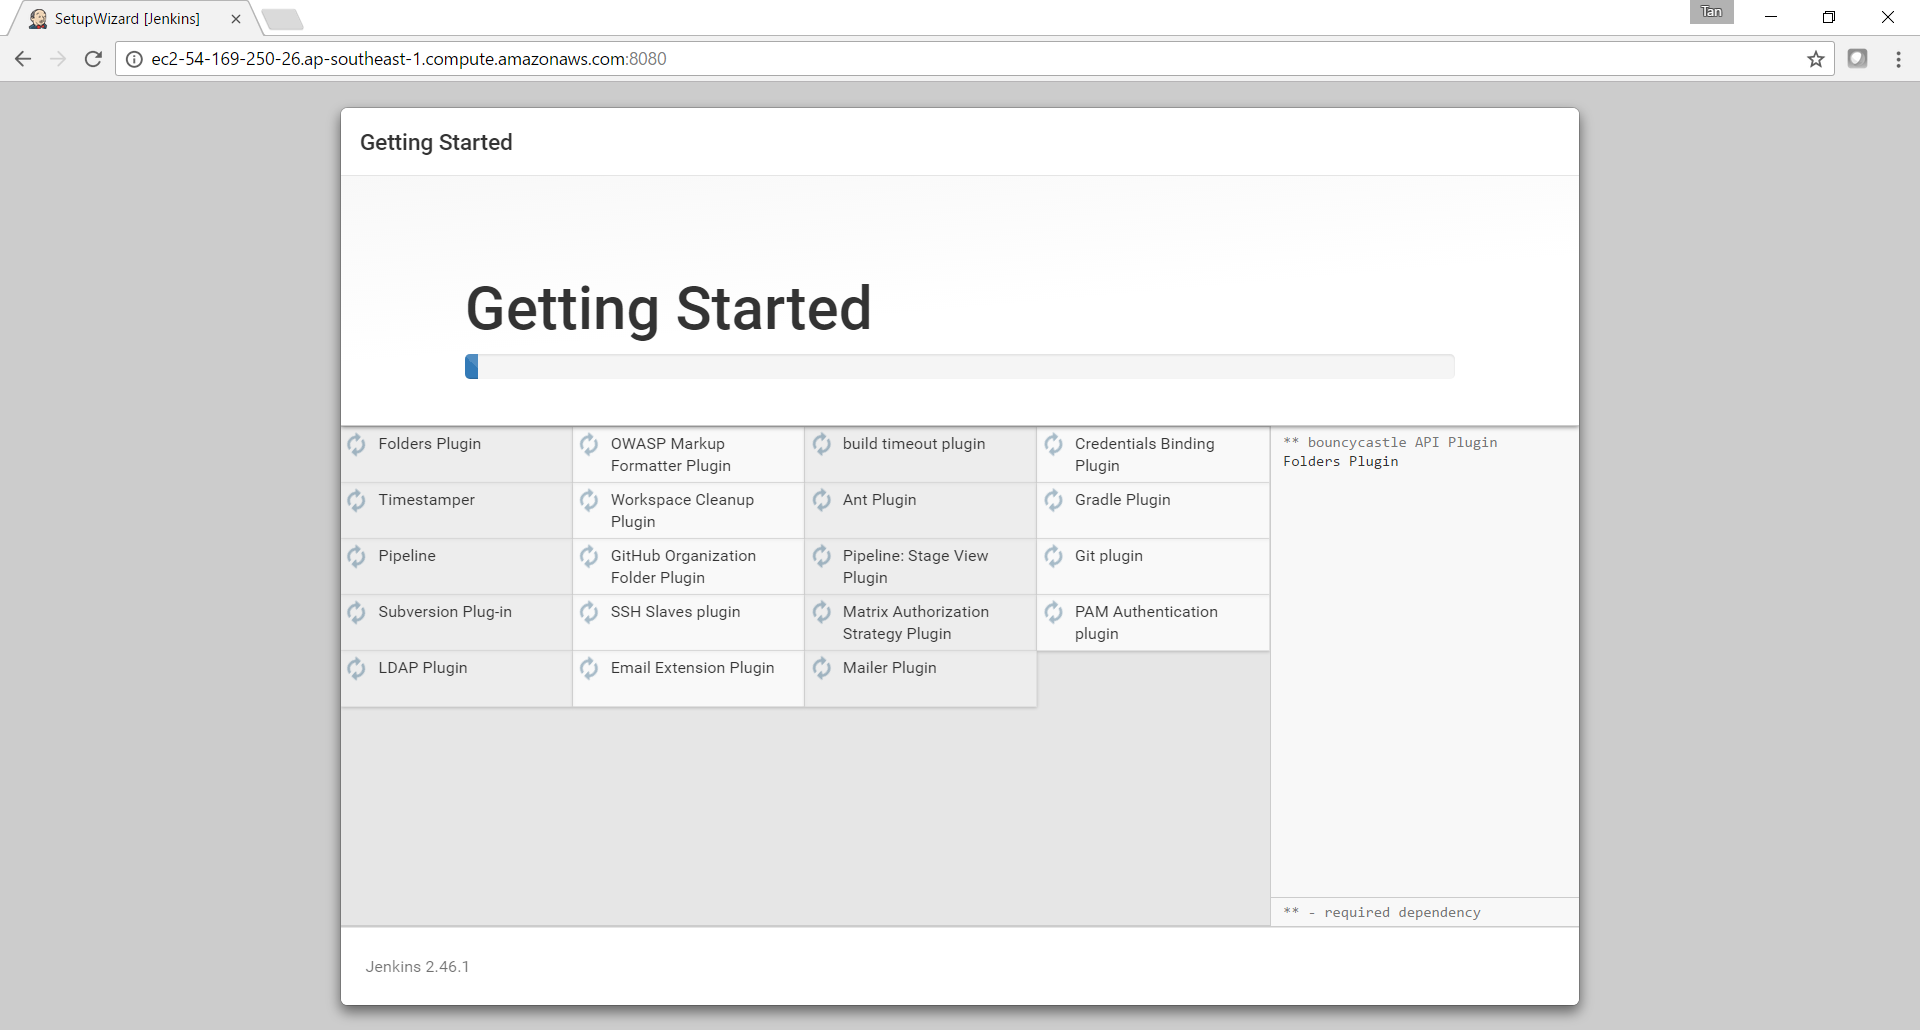 SetupWizard [Jenkins]
Tan
ec2-54-169-250-26.ap-southeast-1.compute.amazonaws.com:8080
Getting Started
Getting Started
Folders Plugin
OWASP Markup
Formatter Plugin
build timeout plugin
Credentials Binding
Plugin
Timestamper
Workspace Cleanup
Plugin
Ant Plugin
Gradle Plugin
Pipeline
GitHub Organization
Folder Plugin
Pipeline: Stage View
Plugin
Git plugin
Subversion Plug-in
SSH Slaves plugin
Matrix Authorization
Strategy Plugin
PAM Authentication
plugin
LDAP Plugin
Email Extension Plugin
Mailer Plugin
** bouncycastle API Plugin
Folders Plugin
** - required dependency
Jenkins 2.46.1